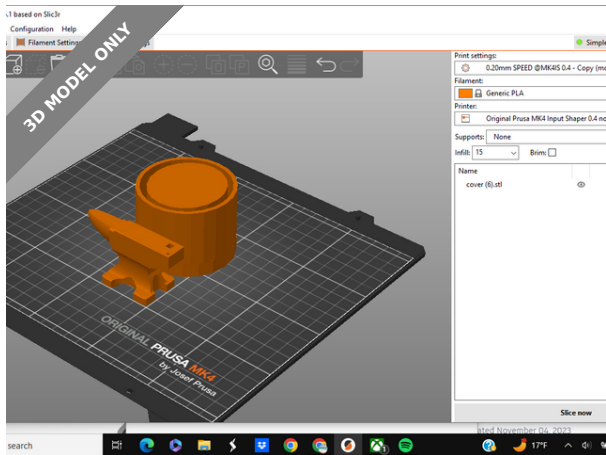 .1 based on Slic3r
Configuration Help
Filament Settings
Simple
3D MODEL ONLY
Print settings:
0.20mm SPEED @MK4IS 0.4 - Copy (mo
Filament:
Generic PLA
Printer:
Original Prusa MK4 Input Shaper 0.4 no
Supports: None
Infill: 15 Brim:
Name
cover (6).stl
ORIGINAL PRUSA MK4
by Josef Prusa
Slice now
ated November 04, 2023
search
17°F